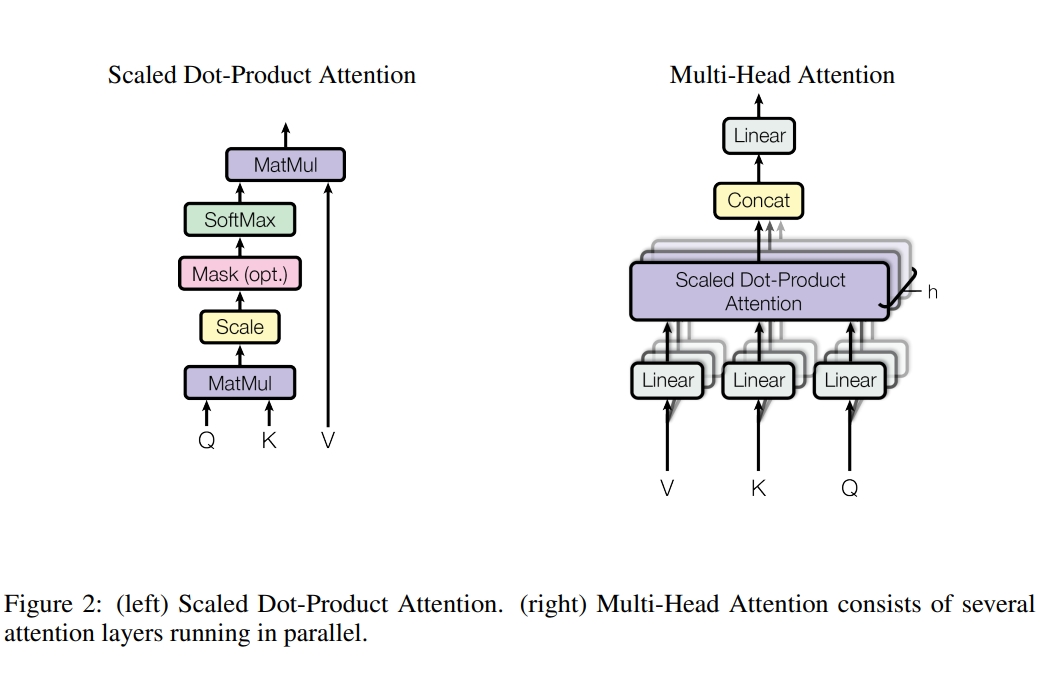 Scaled Dot-Product Attention
MatMul
SoftMax
Mask (opt.)
Scale
MatMul
Q K V
Multi-Head Attention
Linear
Concat
Scaled Dot-Product
Attention
h
Linear Linear Linear
V K Q
Figure 2: (left) Scaled Dot-Product Attention. (right) Multi-Head Attention consists of several
attention layers running in parallel.